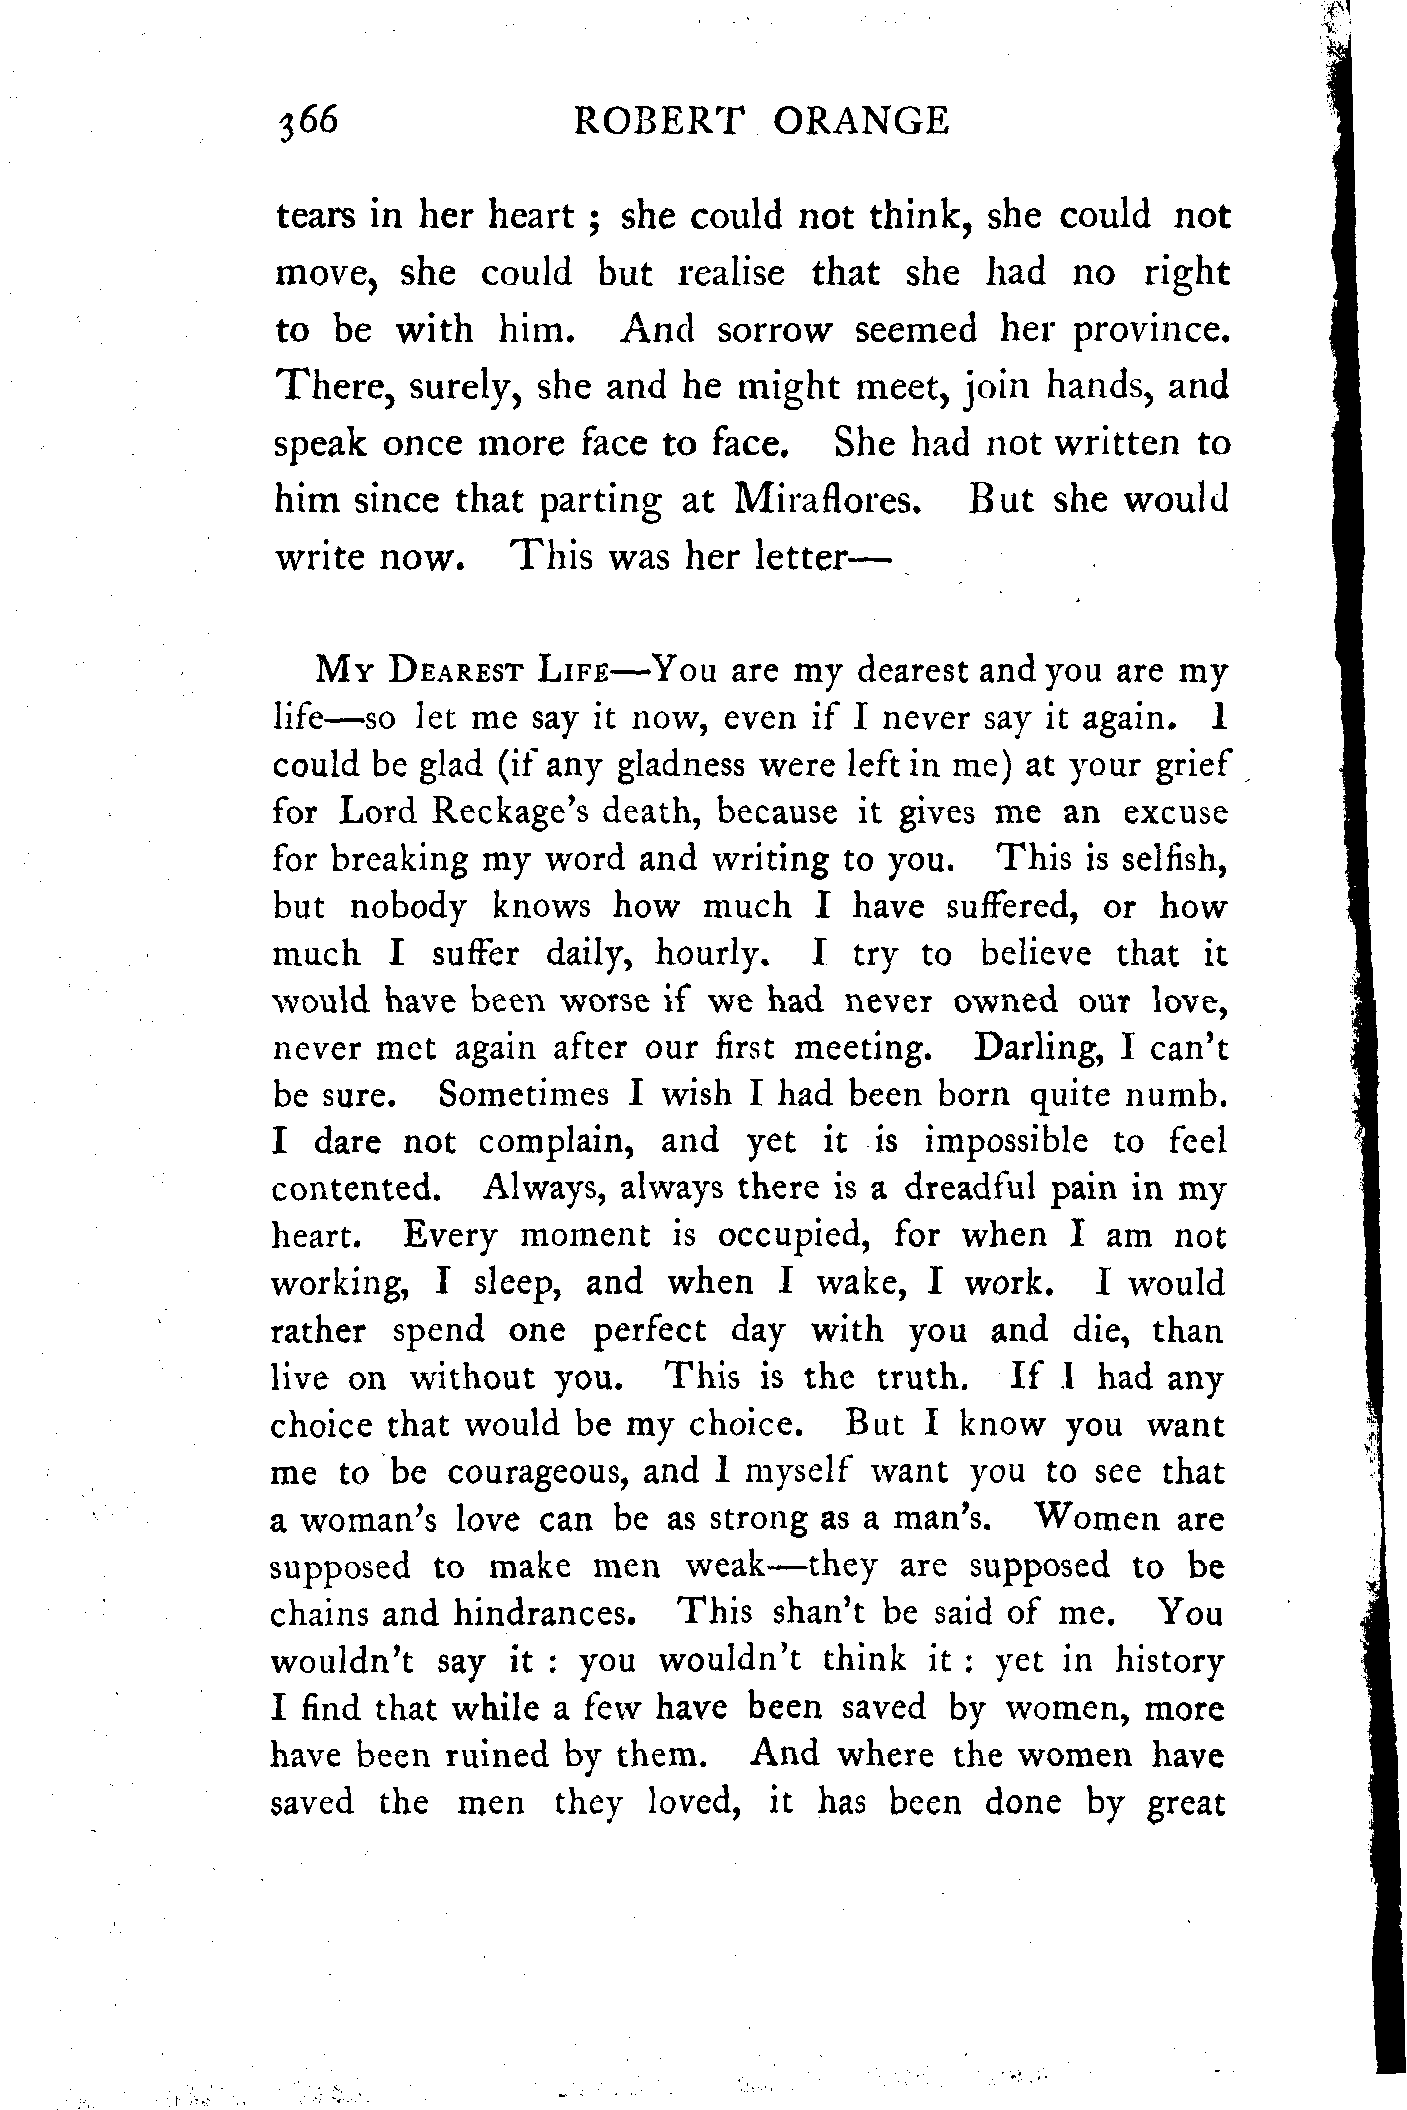 366 ROBERT ORANGE
tears in her heart ; she could not think, she could not
move, she could but realise that she had no right
to be with him. And sorrow seemed her province.
There, surely, she and he might meet, join hands, and
speak once more face to face. She had not written to
him since that parting at Miraflores. But she would
write now. This was her letter—
MY DEAREST LIFE—You are my dearest and you are my
life—so let me say it now, even if I never say it again. I
could be glad (if any gladness were left in me) at your grief
for Lord Reckage's death, because it gives me an excuse
for breaking my word and writing to you. This is selfish,
but nobody knows how much I have suffered, or how
much I suffer daily, hourly. I try to believe that it
would have been worse if we had never owned our love,
never met again after our first meeting. Darling, I can't
be sure. Sometimes I wish I had been born quite numb.
I dare not complain, and yet it is impossible to feel
contented. Always, always there is a dreadful pain in my
heart. Every moment is occupied, for when I am not
working, I sleep, and when I wake, I work. I would
rather spend one perfect day with you and die, than
live on without you. This is the truth. If I had any
choice that would be my choice. But I know you want
me to be courageous, and I myself want you to see that
a woman's love can be as strong as a man's. Women are
supposed to make men weak—they are supposed to be
chains and hindrances. This shan't be said of me. You
wouldn't say it : you wouldn't think it : yet in history
I find that while a few have been saved by women, more
have been ruined by them. And where the women have
saved the men they loved, it has been done by great